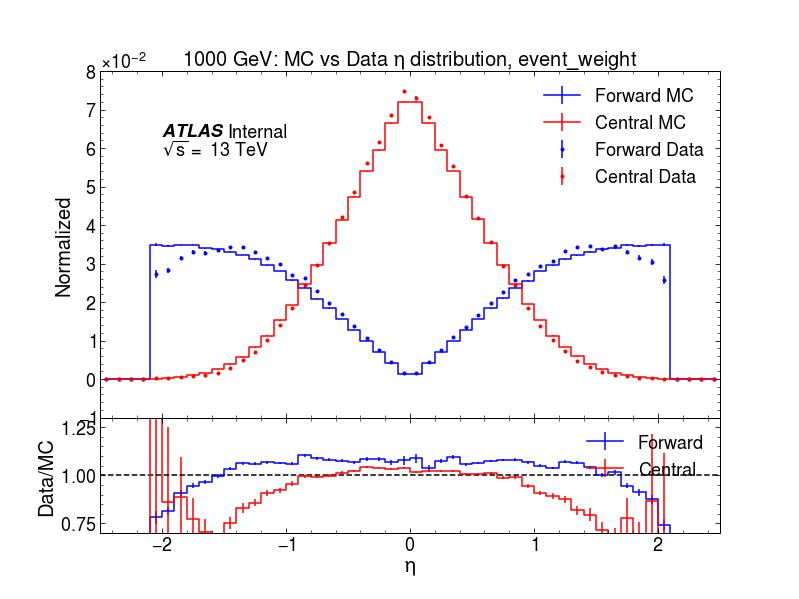 ×10⁻²
1000 GeV: MC vs Data η distribution, event_weight
8
7
6
5
4
3
2
1
0
−1
Normalized
ATLAS Internal
√s = 13 TeV
Forward MC
Central MC
Forward Data
Central Data
1.25
1.00
0.75
Data/MC
Forward
Central
−2 −1 0 1 2
η